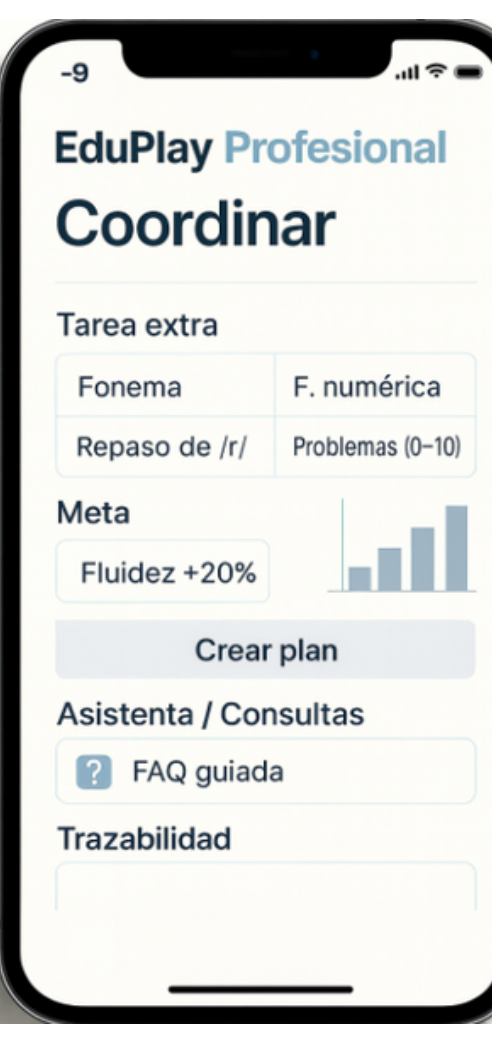 -9
EduPlay Profesional
Coordinar
Tarea extra
Fonema F. numérica
Repaso de /r/ Problemas (0–10)
Meta
Fluidez +20%
Crear plan
Asistenta / Consultas
? FAQ guiada
Trazabilidad